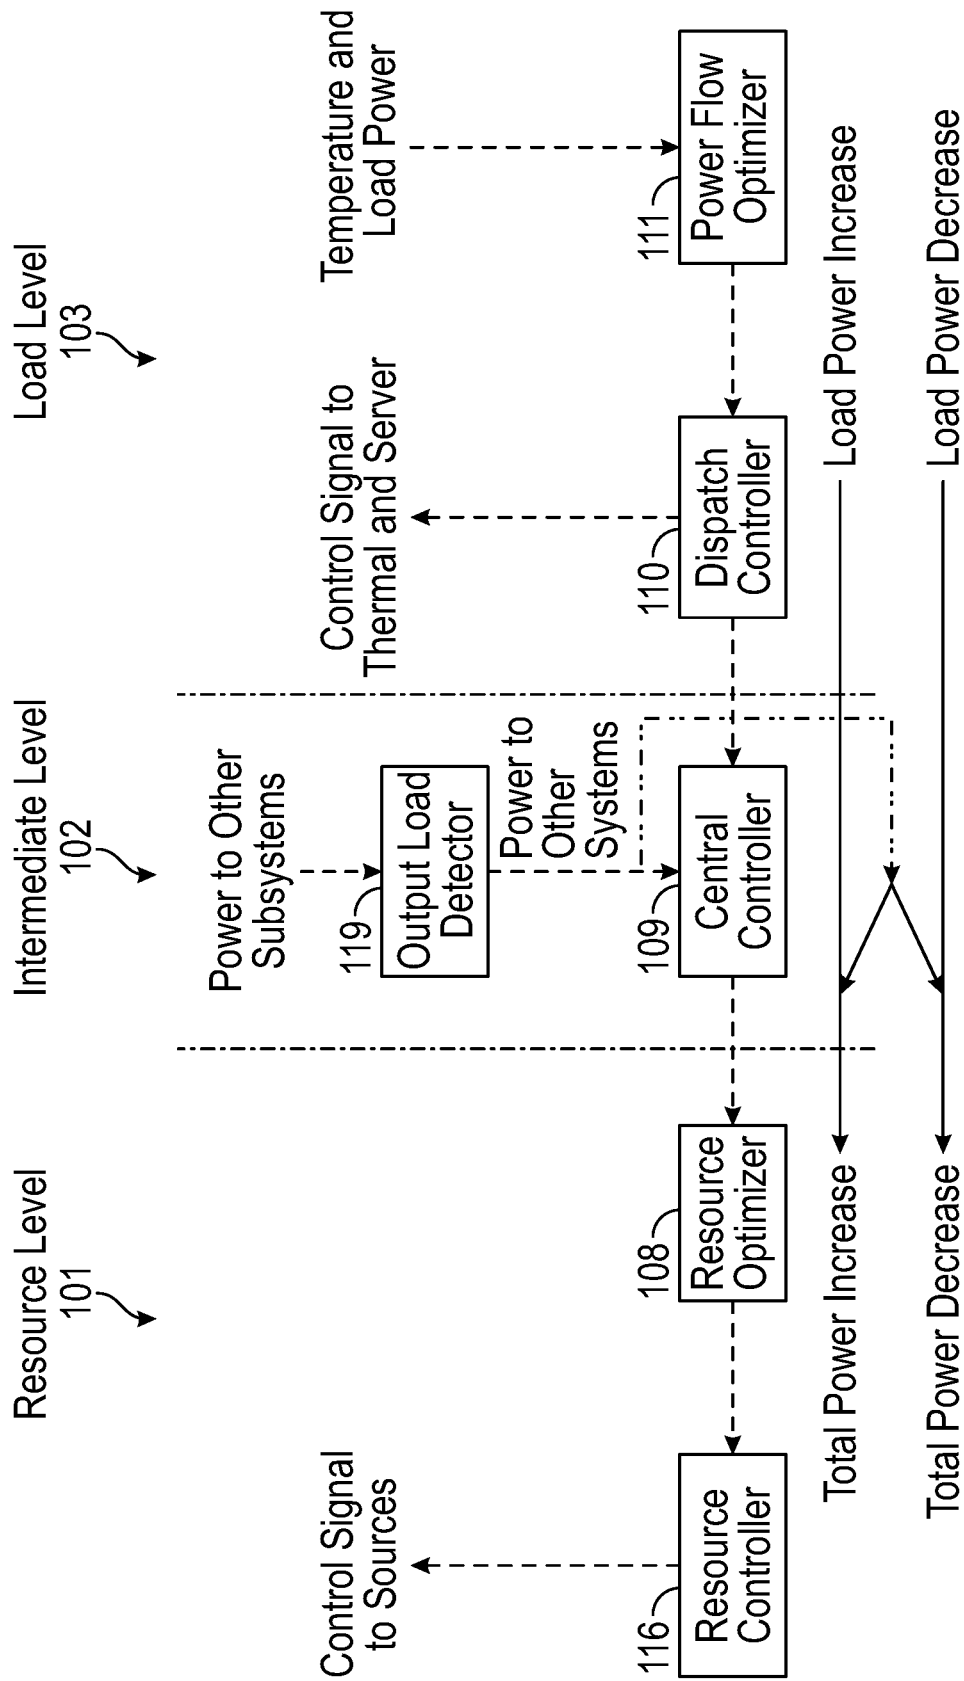 Resource Level
101
Intermediate Level
102
Load Level
103
Power to Other
Subsystems
Control Signal
to Sources
Control Signal to
Thermal and Server
Temperature and
Load Power
119
Output Load
Detector
Power to
Other
Systems
116
Resource
Controller
108
Resource
Optimizer
109
Central
Controller
110
Dispatch
Controller
111
Power Flow
Optimizer
Total Power Increase
Load Power Increase
Total Power Decrease
Load Power Decrease